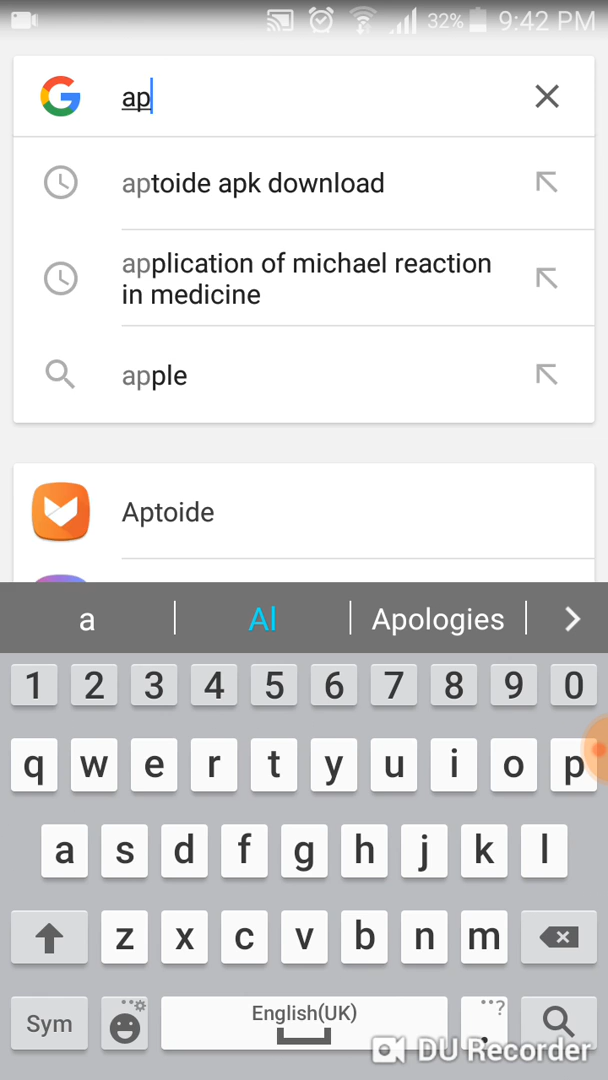 32% 9:42 PM
ap
aptoide apk download
application of michael reaction
in medicine
apple
Aptoide
a Al Apologies
1 2 3 4 5 6 7 8 9 0
q w e r t y u i o p
a s d f g h j k l
z x c v b n m
Sym English(UK) . ?
DU Recorder